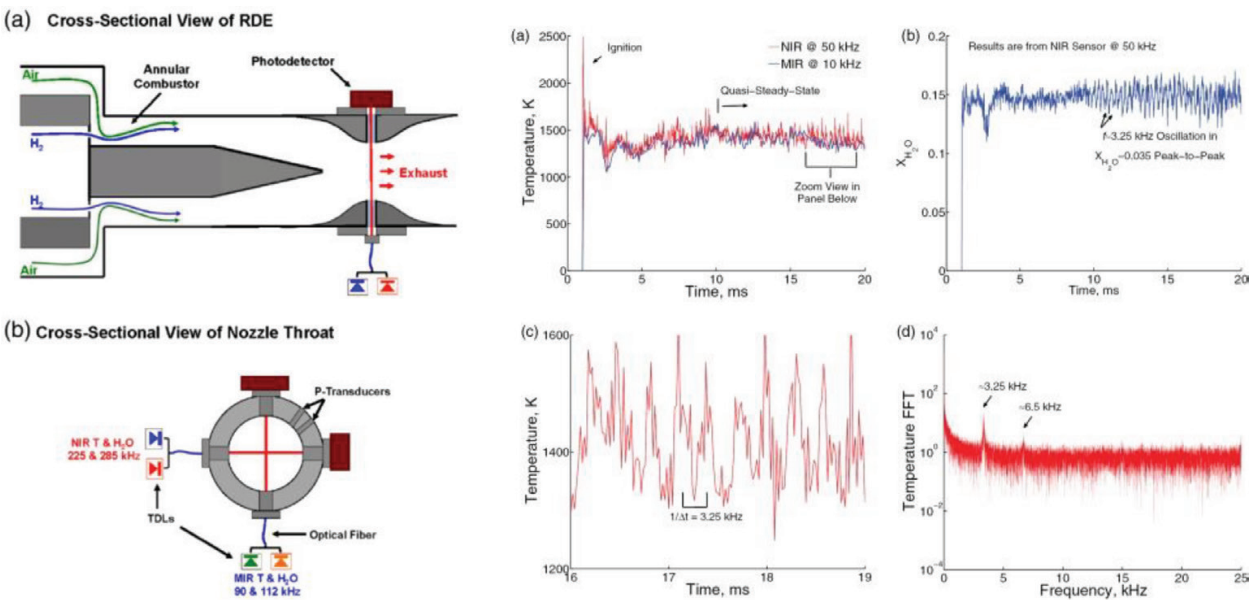 (a) Cross-Sectional View of RDE
Air
Annular
Combustor
Photodetector
H2
H2
Exhaust
Air
(b) Cross-Sectional View of Nozzle Throat
P-Transducers
NIR T & H2O
225 & 285 kHz
TDLs
Optical Fiber
MIR T & H2O
90 & 112 kHz
(a)
2500
2000
1500
1000
500
0
Temperature, K
Ignition
NIR @ 50 kHz
MIR @ 10 kHz
Quasi-Steady-State
Zoom View in
Panel Below
0 5 10 15 20
Time, ms
(b)
0.2
0.15
0.1
0.05
0
XH2O
Results are from NIR Sensor @ 50 kHz
f~3.25 kHz Oscillation in
XH2O=0.035 Peak-to-Peak
0 5 10 15 20
Time, ms
(c)
1600
1400
1200
Temperature, K
1/Δt = 3.25 kHz
16 17 18 19
Time, ms
(d)
10^4
10^2
10^0
10^-2
10^-4
Temperature FFT
≈3.25 kHz
≈6.5 kHz
0 5 10 15 20 25
Frequency, kHz